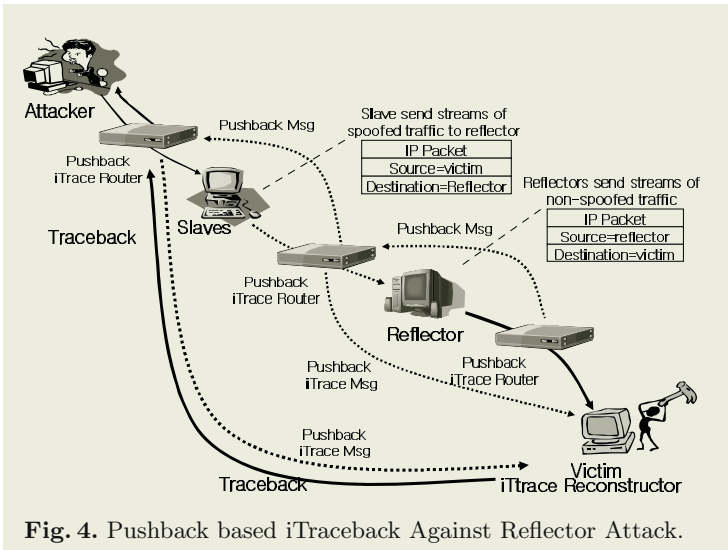 Attacker
Pushback Msg
Slave send streams of
spoofed traffic to reflector
IP Packet
Source=victim
Destination=Reflector
Pushback
iTrace Router
Slaves
Reflectors send streams of
non-spoofed traffic
IP Packet
Source=reflector
Destination=victim
Traceback
Pushback Msg
Pushback
iTrace Router
Reflector
Pushback
iTrace Msg
Pushback
iTrace Router
Pushback
iTrace Msg
Traceback
Victim
iTtrace Reconstructor
Fig. 4. Pushback based iTraceback Against Reflector Attack.